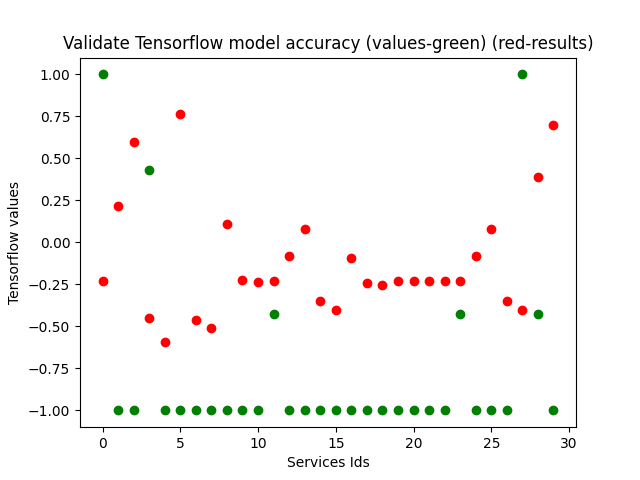 Validate Tensorflow model accuracy (values-green) (red-results)
1.00
0.75
0.50
0.25
0.00
−0.25
−0.50
−0.75
−1.00
Tensorflow values
0 5 10 15 20 25 30
Services Ids